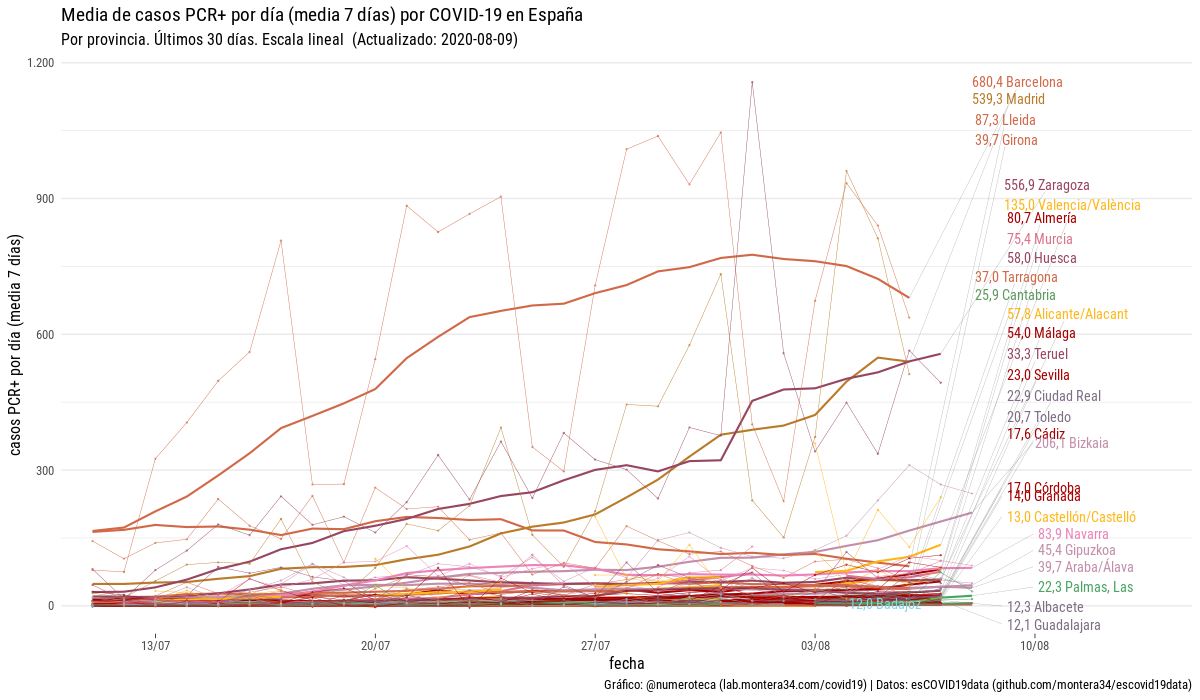 Media de casos PCR+ por día (media 7 días) por COVID-19 en España
Por provincia. Últimos 30 días. Escala lineal  (Actualizado: 2020-08-09)
casos PCR+ por día (media  7 días)
1.200
900
600
300
0
680,4 Barcelona
539,3 Madrid
87,3 Lleida
39,7 Girona
556,9 Zaragoza
135,0 Valencia/València
80,7 Almería
75,4 Murcia
58,0 Huesca
37,0 Tarragona
25,9 Cantabria
57,8 Alicante/Alacant
54,0 Málaga
33,3 Teruel
23,0 Sevilla
22,9 Ciudad Real
20,7 Toledo
17,6 Cádiz
206,1 Bizkaia
17,0 Córdoba
14,0 Granada
13,0 Castellón/Castelló
83,9 Navarra
45,4 Gipuzkoa
39,7 Araba/Álava
22,3 Palmas, Las
12,6 Badajoz
12,3 Albacete
12,1 Guadalajara
13/07
20/07
27/07
03/08
10/08
fecha
Gráfico: @numeroteca (lab.montera34.com/covid19) | Datos: esCOVID19data (github.com/montera34/escovid19data)